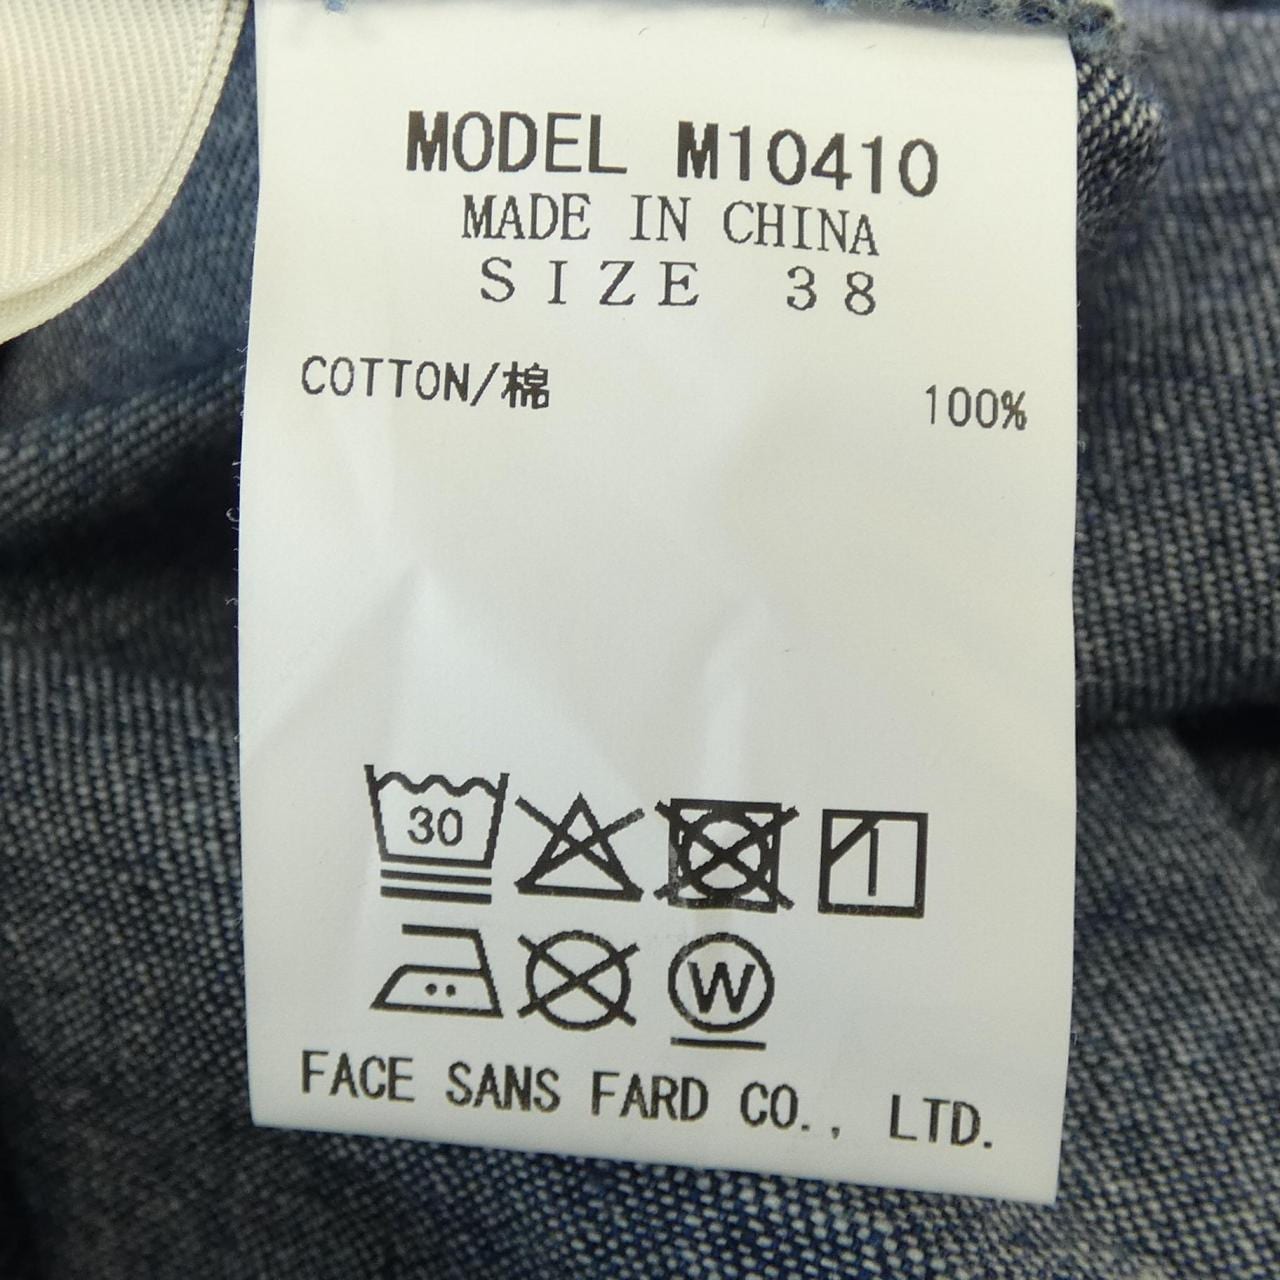 MODEL M10410
MADE IN CHINA
SIZE 38
COTTON/棉 100%
30
W
FACE SANS FARD CO., LTD.